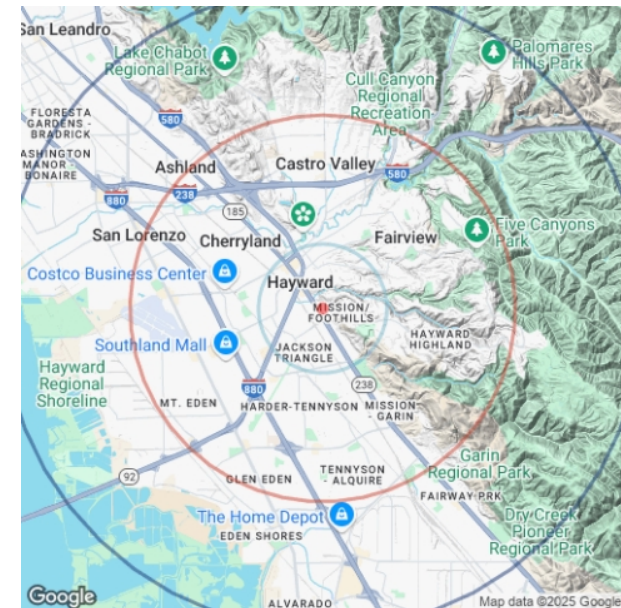 San Leandro
Lake Chabot
Regional Park
Palomares
Hills Park
Cull Canyon
Regional
Recreation
Area
FLORESTA
GARDENS -
BRADRICK
580
ASHINGTON
MANOR -
BONAIRE
Ashland
Castro Valley
580
238
880
185
San Lorenzo
Cherryland
Fairview
Five Canyons
Park
Costco Business Center
Hayward
MISSION/
FOOTHILLS
Southland Mall
HAYWARD
HIGHLAND
JACKSON
TRIANGLE
Hayward
Regional
Shoreline
880
238
MT. EDEN
HARDER-TENNYSON
MISSION
- GARIN
92
Garin
Regional Park
GLEN EDEN
TENNYSON
- ALQUIRE
FAIRWAY PRK
The Home Depot
Dry Creek
Pioneer
Regional Park
EDEN SHORES
ALVARADO
Google
Map data ©2025 Google